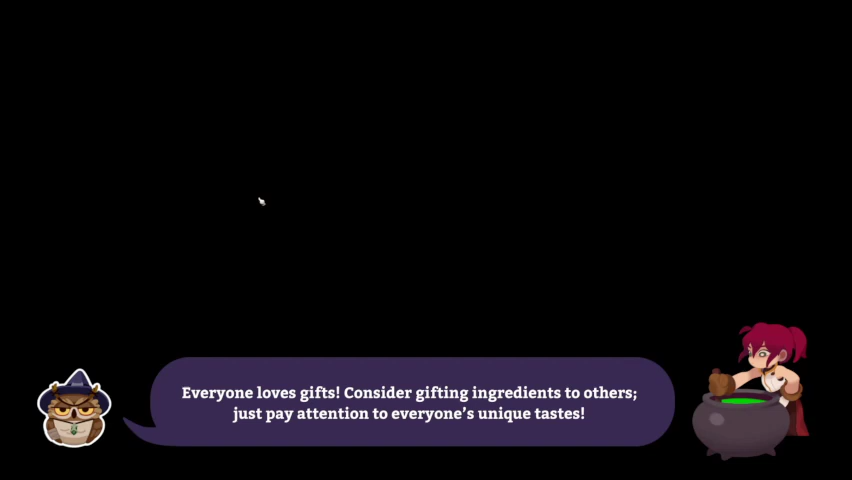 Everyone loves gifts! Consider gifting ingredients to others;
just pay attention to everyone’s unique tastes!